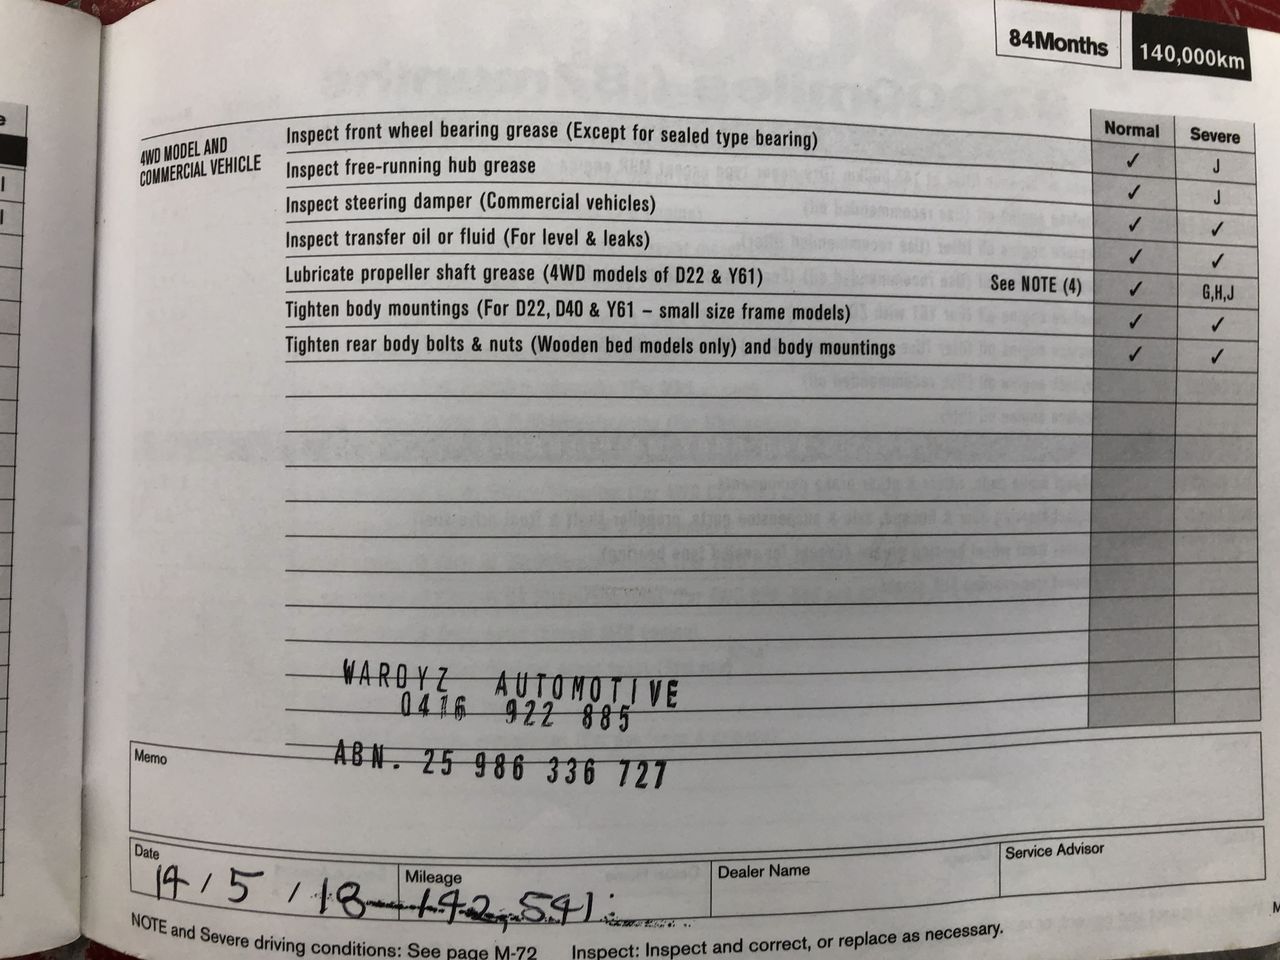 84Months 140,000km
Normal Severe
4WD MODEL AND
COMMERCIAL VEHICLE
Inspect front wheel bearing grease (Except for sealed type bearing) ✓ J
Inspect free-running hub grease ✓ J
Inspect steering damper (Commercial vehicles) ✓ ✓
Inspect transfer oil or fluid (For level & leaks) ✓ ✓
Lubricate propeller shaft grease (4WD models of D22 & Y61) See NOTE (4) ✓ G,H,J
Tighten body mountings (For D22, D40 & Y61 – small size frame models) ✓ ✓
Tighten rear body bolts & nuts (Wooden bed models only) and body mountings ✓ ✓
WARDYZ AUTOMOTIVE
0416 922 885
ABN. 25 986 336 727
Memo
Date Mileage Dealer Name Service Advisor
14/5/18 142,541
NOTE and Severe driving conditions: See page M-72 Inspect: Inspect and correct, or replace as necessary.